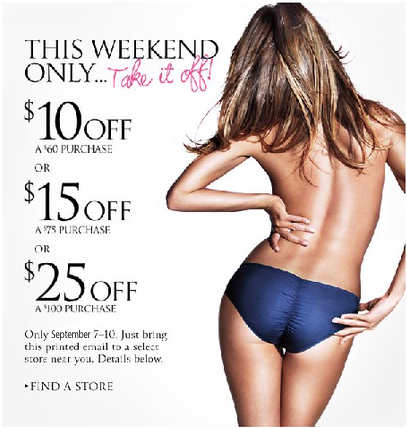 THIS WEEKEND
ONLY... Take it off!
$10 OFF
A $60 PURCHASE
OR
$15 OFF
A $75 PURCHASE
OR
$25 OFF
A $100 PURCHASE
Only September 7-10. Just bring
this printed email to a select
store near you. Details below.
FIND A STORE